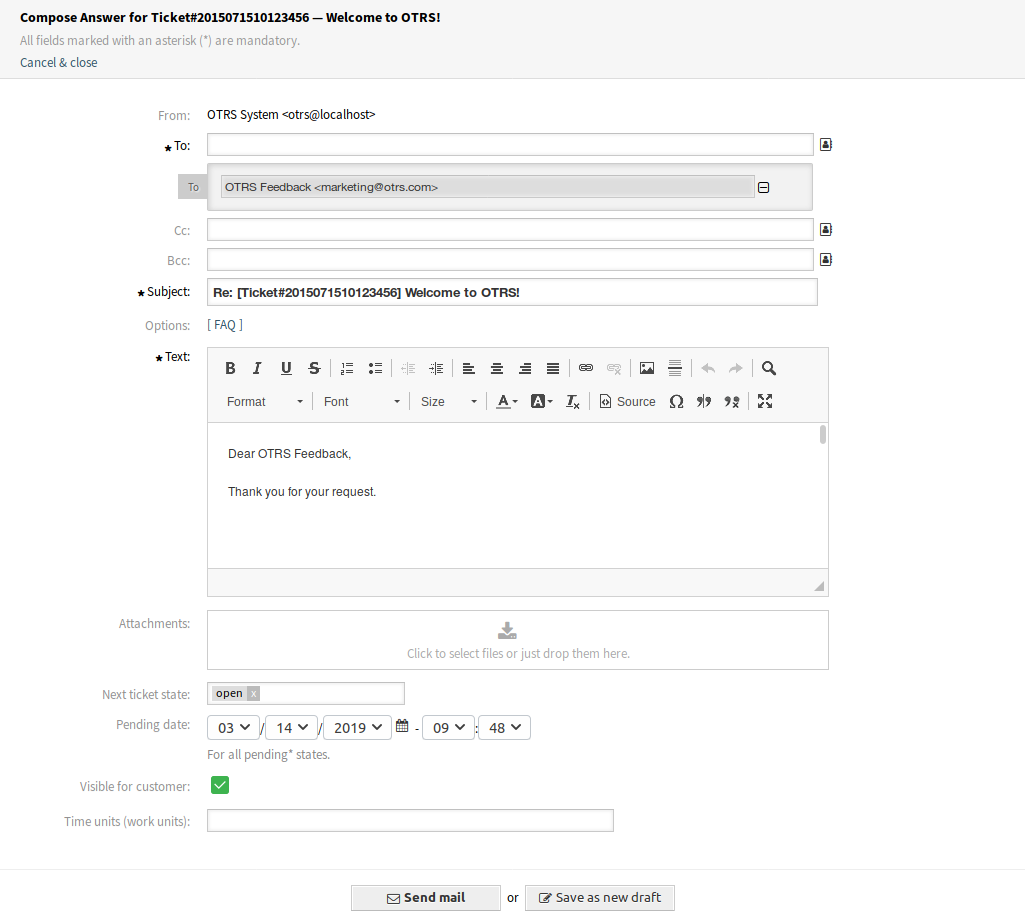 Compose Answer for Ticket#2015071510123456 — Welcome to OTRS!
All fields marked with an asterisk (*) are mandatory.
Cancel & close
From: OTRS System <otrs@localhost>
★ To:
To OTRS Feedback <marketing@otrs.com>
Cc:
Bcc:
★ Subject: Re: [Ticket#2015071510123456] Welcome to OTRS!
Options: [ FAQ ]
★ Text:
B I U S
Format Font Size A A Tx Source Ω
Dear OTRS Feedback,
Thank you for your request.
Attachments:
Click to select files or just drop them here.
Next ticket state: open x
Pending date: 03 / 14 / 2019 - 09 : 48
For all pending* states.
Visible for customer:
Time units (work units):
Send mail or Save as new draft